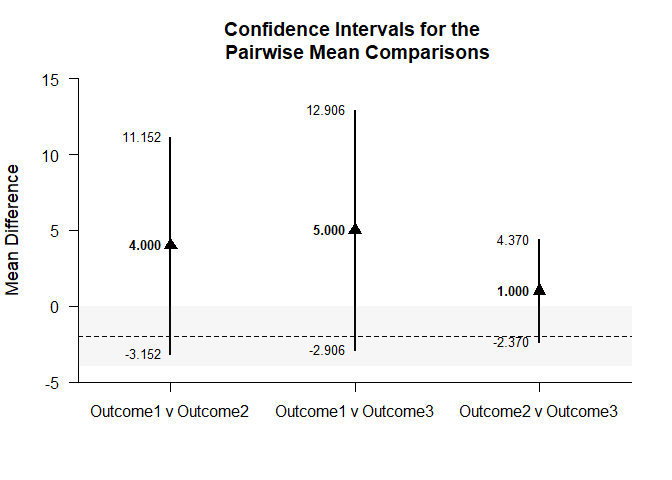 Confidence Intervals for the
Pairwise Mean Comparisons
Mean Difference
15
10
5
0
-5
11.152
4.000
-3.152
12.906
5.000
-2.906
4.370
1.000
-2.370
Outcome1 v Outcome2
Outcome1 v Outcome3
Outcome2 v Outcome3